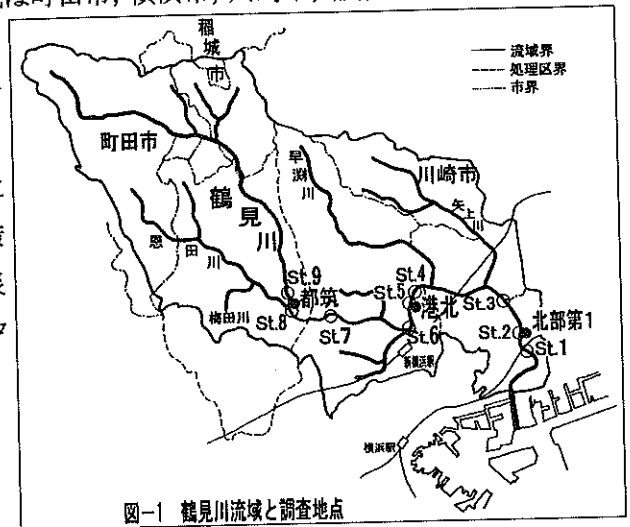 稲城市
流域界
処理区界
市界
町田市
川崎市
早渕川
矢上川
鶴見川
恩田川
St.9
St.4
St.5
都筑
港北
St.3
北部第1
St.2
梅田川
St.8
St.7
St.6
St.1
新横浜駅
横浜駅
図-1 鶴見川流域と調査地点